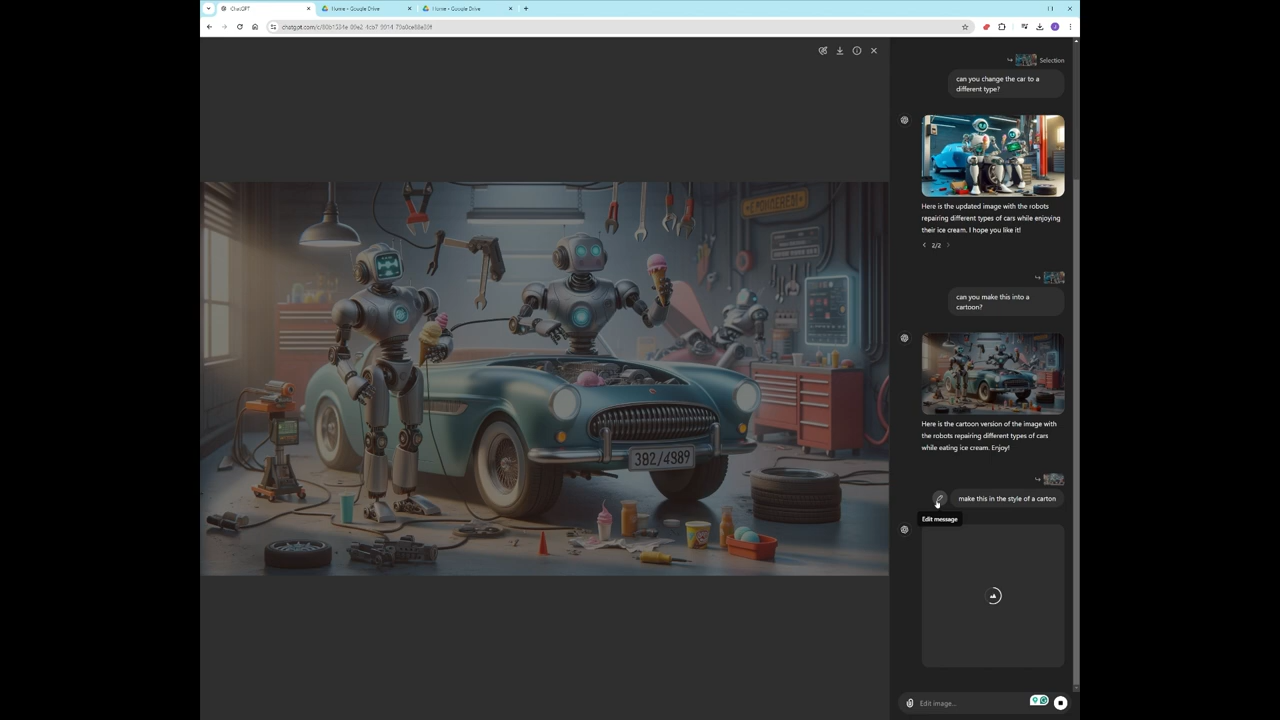 ChatGPT
Home - Google Drive
Home - Google Drive
Selection
can you change the car to a
different type?
Here is the updated image with the robots
repairing different types of cars while enjoying
their ice cream. I hope you like it!
2/2
can you make this into a
cartoon?
Here is the cartoon version of the image with
the robots repairing different types of cars
while eating ice cream. Enjoy!
make this in the style of a carton
Edit message
382/4989
Edit image...